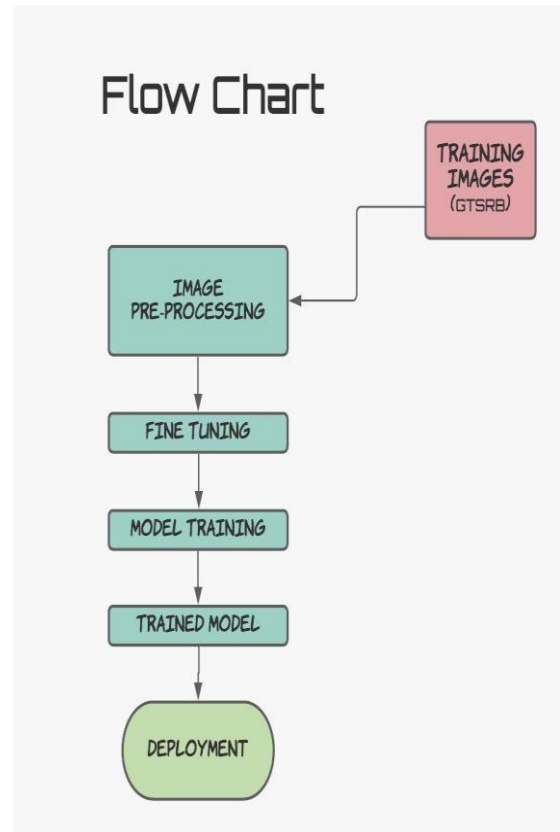 Flow Chart
TRAINING
IMAGES
(GTSRB)
IMAGE
PRE-PROCESSING
FINE TUNING
MODEL TRAINING
TRAINED MODEL
DEPLOYMENT